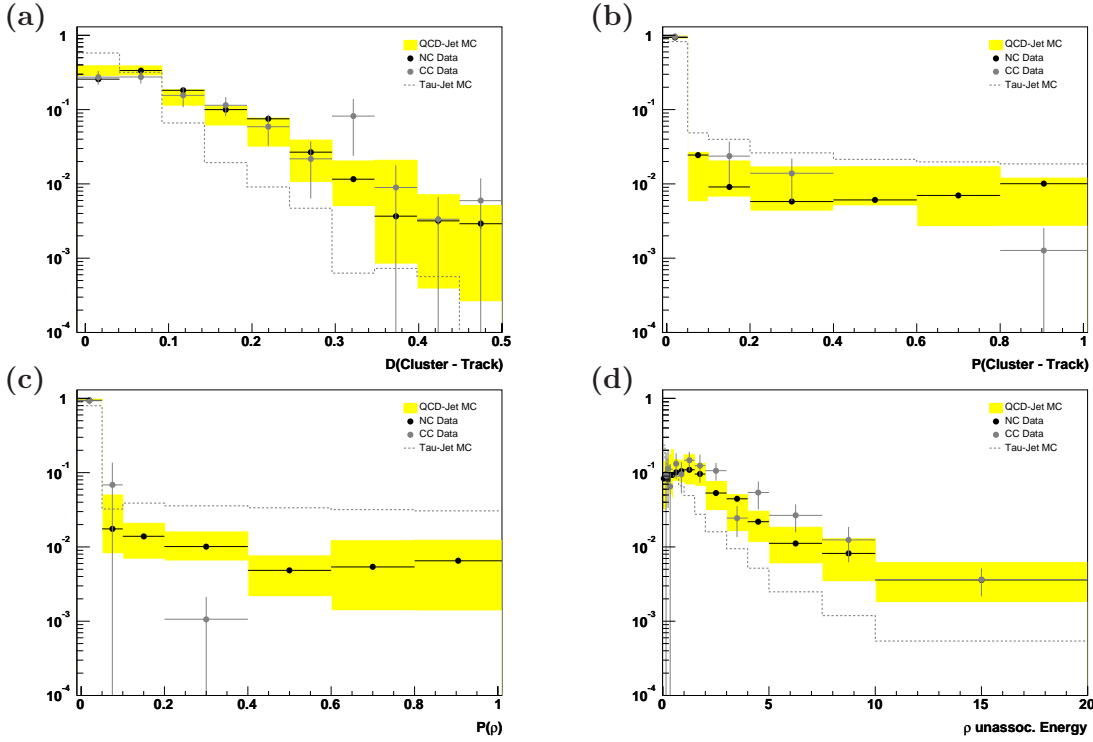 (a)
1
10⁻¹
10⁻²
10⁻³
10⁻⁴
QCD-Jet MC
NC Data
CC Data
Tau-Jet MC
0 0.1 0.2 0.3 0.4 0.5
D(Cluster - Track)
(b)
1
10⁻¹
10⁻²
10⁻³
10⁻⁴
QCD-Jet MC
NC Data
CC Data
Tau-Jet MC
0 0.2 0.4 0.6 0.8 1
P(Cluster - Track)
(c)
1
10⁻¹
10⁻²
10⁻³
10⁻⁴
QCD-Jet MC
NC Data
CC Data
Tau-Jet MC
0 0.2 0.4 0.6 0.8 1
P(ρ)
(d)
1
10⁻¹
10⁻²
10⁻³
10⁻⁴
QCD-Jet MC
NC Data
CC Data
Tau-Jet MC
0 5 10 15 20
ρ unassoc. Energy